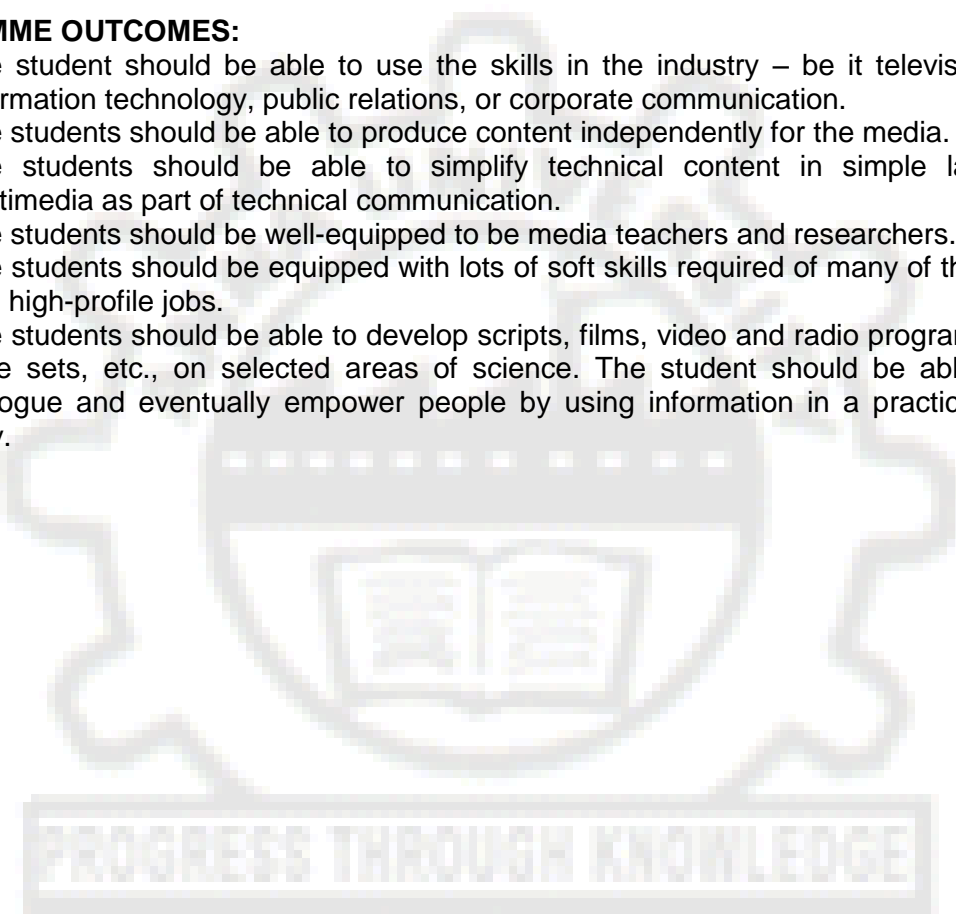 MME OUTCOMES:
e student should be able to use the skills in the industry – be it televis
ormation technology, public relations, or corporate communication.
e students should be able to produce content independently for the media.
e students should be able to simplify technical content in simple la
timedia as part of technical communication.
e students should be well-equipped to be media teachers and researchers.
e students should be equipped with lots of soft skills required of many of th
high-profile jobs.
e students should be able to develop scripts, films, video and radio program
e sets, etc., on selected areas of science. The student should be abl
ogue and eventually empower people by using information in a practic
.
UNIV
PROGRESS THROUGH KNOWLEDGE